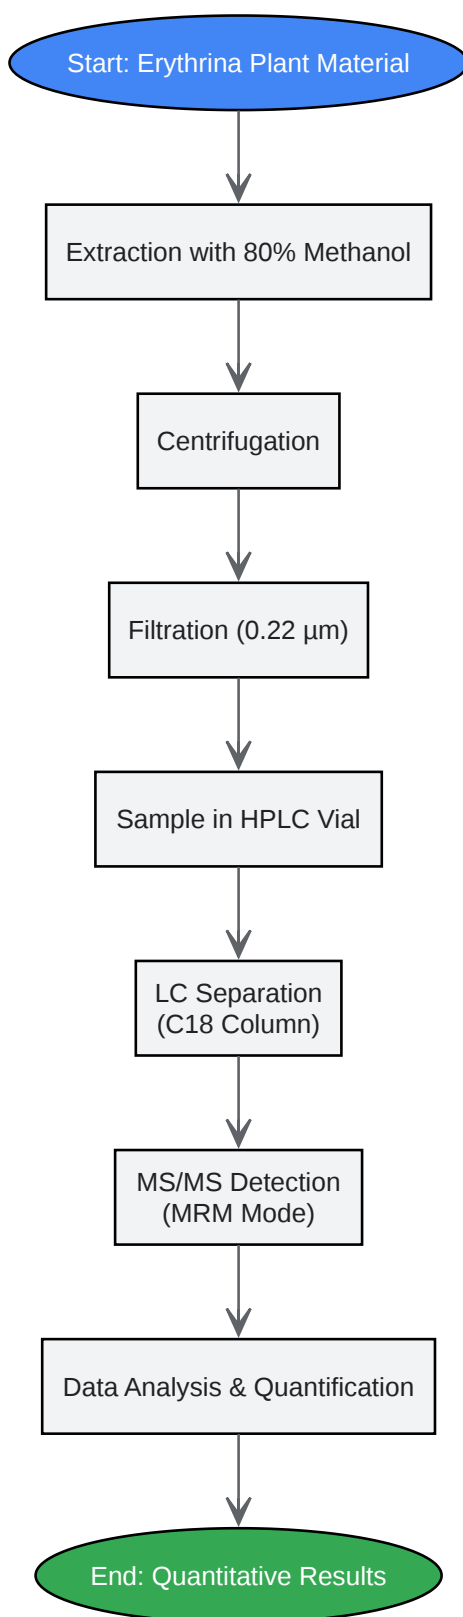 Start: Erythrina Plant Material
Extraction with 80% Methanol
Centrifugation
Filtration (0.22 µm)
Sample in HPLC Vial
LC Separation
(C18 Column)
MS/MS Detection
(MRM Mode)
Data Analysis & Quantification
End: Quantitative Results